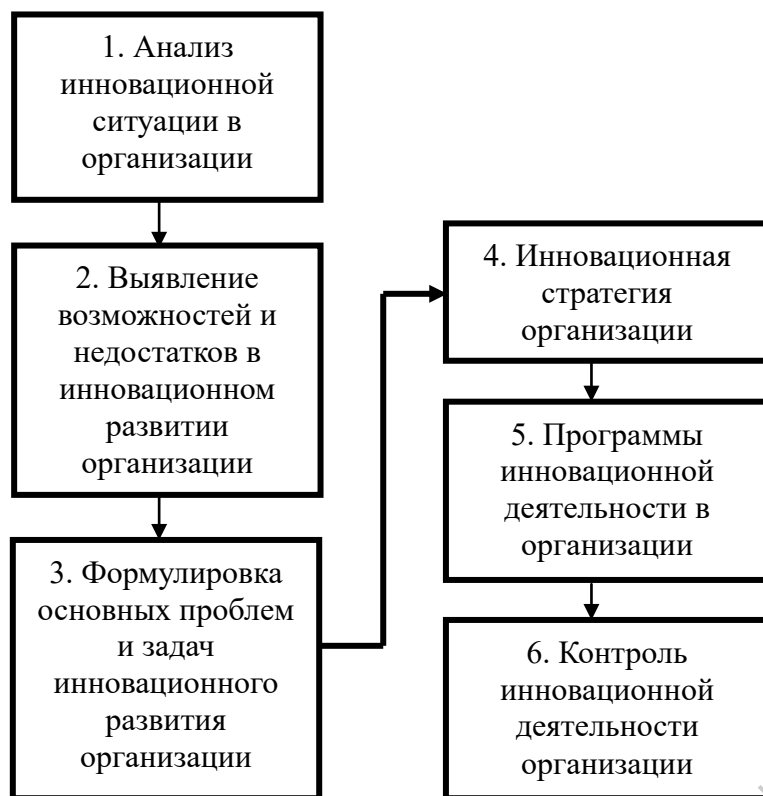 1. Анализ
инновационной
ситуации в
организации
2. Выявление
возможностей и
недостатков в
инновационном
развитии
организации
3. Формулировка
основных проблем
и задач
инновационного
развития
организации
4. Инновационная
стратегия
организации
5. Программы
инновационной
деятельности в
организации
6. Контроль
инновационной
деятельности
организации